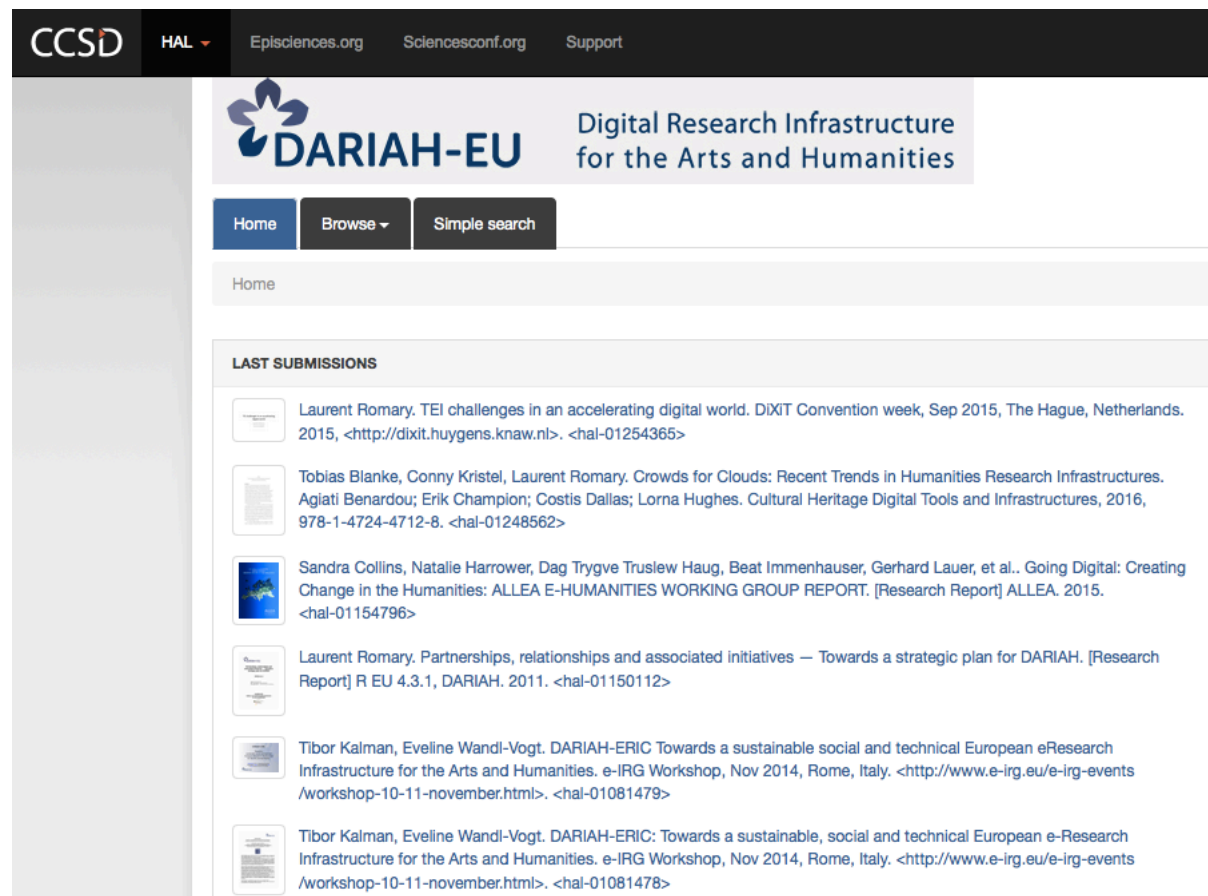 CCSD HAL Episciences.org Sciencesconf.org Support
DARIAH-EU
Digital Research Infrastructure
for the Arts and Humanities
Home Browse Simple search
Home
LAST SUBMISSIONS
Laurent Romary. TEI challenges in an accelerating digital world. DiXiT Convention week, Sep 2015, The Hague, Netherlands.
2015, <http://dixit.huygens.knaw.nl>. <hal-01254365>
Tobias Blanke, Conny Kristel, Laurent Romary. Crowds for Clouds: Recent Trends in Humanities Research Infrastructures.
Agiati Benardou; Erik Champion; Costis Dallas; Lorna Hughes. Cultural Heritage Digital Tools and Infrastructures, 2016,
978-1-4724-4712-8. <hal-01248562>
Sandra Collins, Natalie Harrower, Dag Trygve Truslew Haug, Beat Immenhauser, Gerhard Lauer, et al.. Going Digital: Creating
Change in the Humanities: ALLEA E-HUMANITIES WORKING GROUP REPORT. [Research Report] ALLEA. 2015.
<hal-01154796>
Laurent Romary. Partnerships, relationships and associated initiatives — Towards a strategic plan for DARIAH. [Research
Report] R EU 4.3.1, DARIAH. 2011. <hal-01150112>
Tibor Kalman, Eveline Wandl-Vogt. DARIAH-ERIC Towards a sustainable social and technical European eResearch
Infrastructure for the Arts and Humanities. e-IRG Workshop, Nov 2014, Rome, Italy. <http://www.e-irg.eu/e-irg-events
/workshop-10-11-november.html>. <hal-01081479>
Tibor Kalman, Eveline Wandl-Vogt. DARIAH-ERIC: Towards a sustainable, social and technical European e-Research
Infrastructure for the Arts and Humanities. e-IRG Workshop, Nov 2014, Rome, Italy. <http://www.e-irg.eu/e-irg-events
/workshop-10-11-november.html>. <hal-01081478>